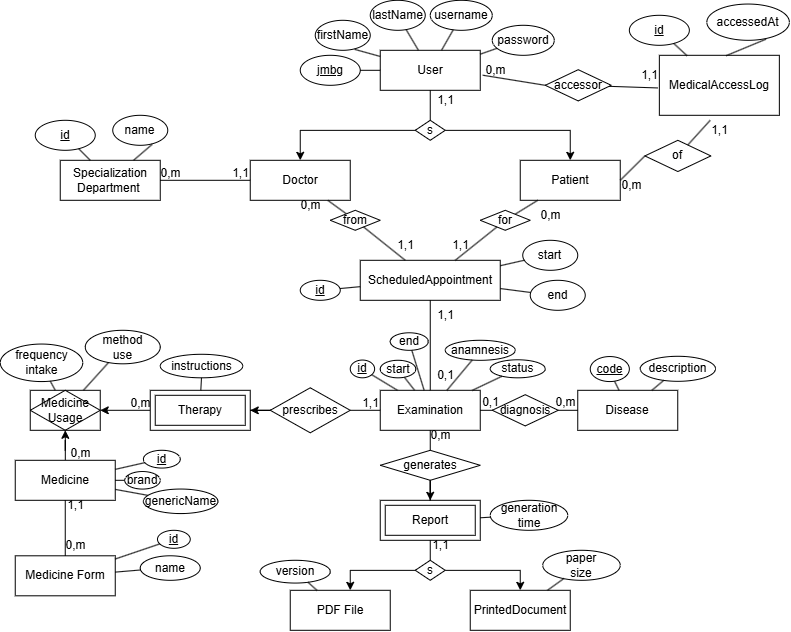 lastName
username
firstName
password
jmbg
User
0,m
accessor
1,1
id
accessedAt
MedicalAccessLog
1,1
s
1,1
of
id
name
Specialization
Department
0,m
1,1
Doctor
Patient
0,m
0,m
from
for
0,m
1,1
1,1
ScheduledAppointment
start
end
id
1,1
end
anamnesis
id
start
status
0,1
frequency
intake
method
use
instructions
code
description
Medicine
Usage
0,m
Therapy
prescribes
1,1
Examination
0,1
diagnosis
0,m
Disease
0,m
generates
0,m
Medicine
id
brand
genericName
1,1
Report
generation
time
1,1
0,m
Medicine Form
id
name
s
version
paper
size
PDF File
PrintedDocument